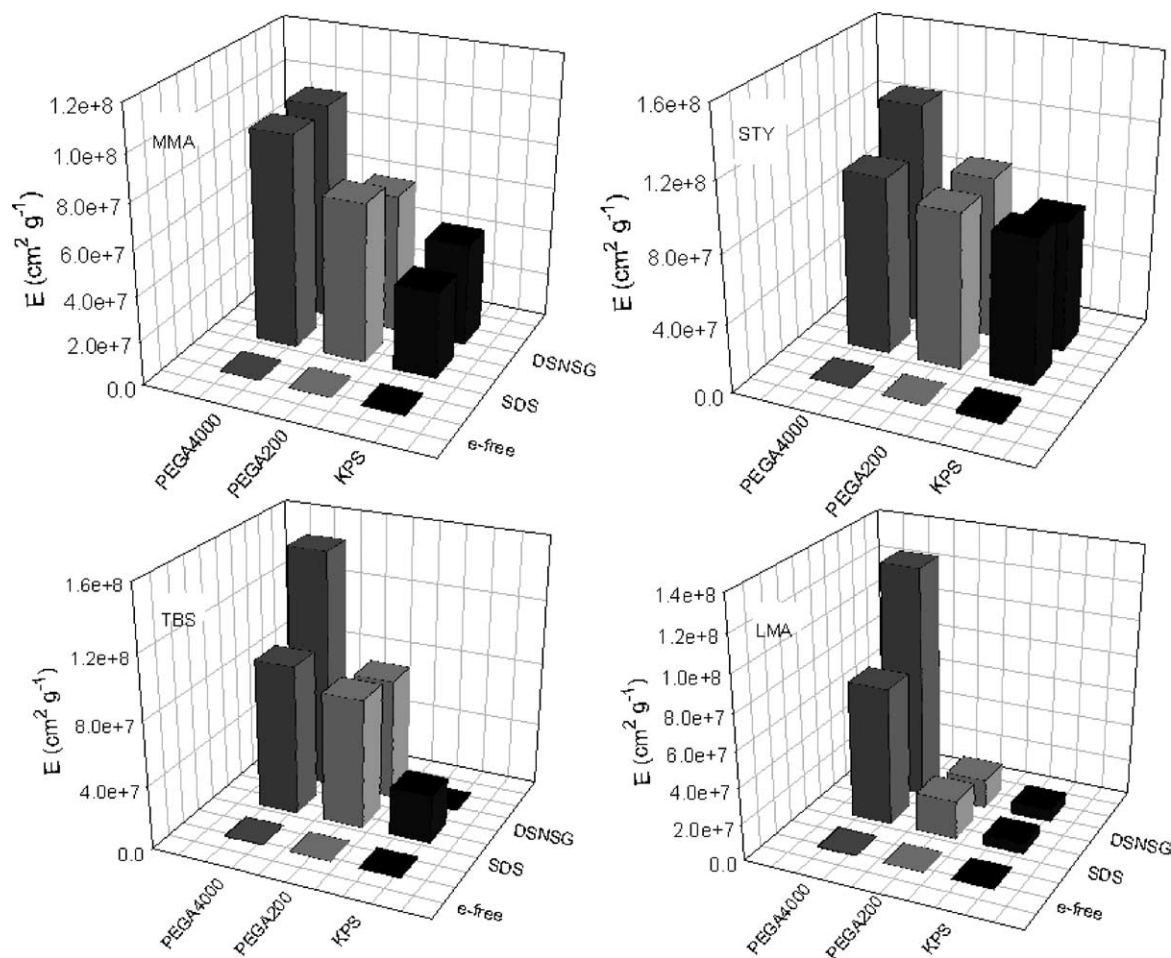 MMA
E (cm² g⁻¹)
1.2e+8
1.0e+8
8.0e+7
6.0e+7
4.0e+7
2.0e+7
0.0
PEGA4000
PEGA200
KPS
e-free
SDS
DSNSG
STY
E (cm² g⁻¹)
1.6e+8
1.2e+8
8.0e+7
4.0e+7
0.0
PEGA4000
PEGA200
KPS
e-free
SDS
DSNSG
TBS
E (cm² g⁻¹)
1.6e+8
1.2e+8
8.0e+7
4.0e+7
0.0
PEGA4000
PEGA200
KPS
e-free
SDS
DSNSG
LMA
E (cm² g⁻¹)
1.4e+8
1.2e+8
1.0e+8
8.0e+7
6.0e+7
4.0e+7
2.0e+7
0.0
PEGA4000
PEGA200
KPS
e-free
SDS
DSNSG